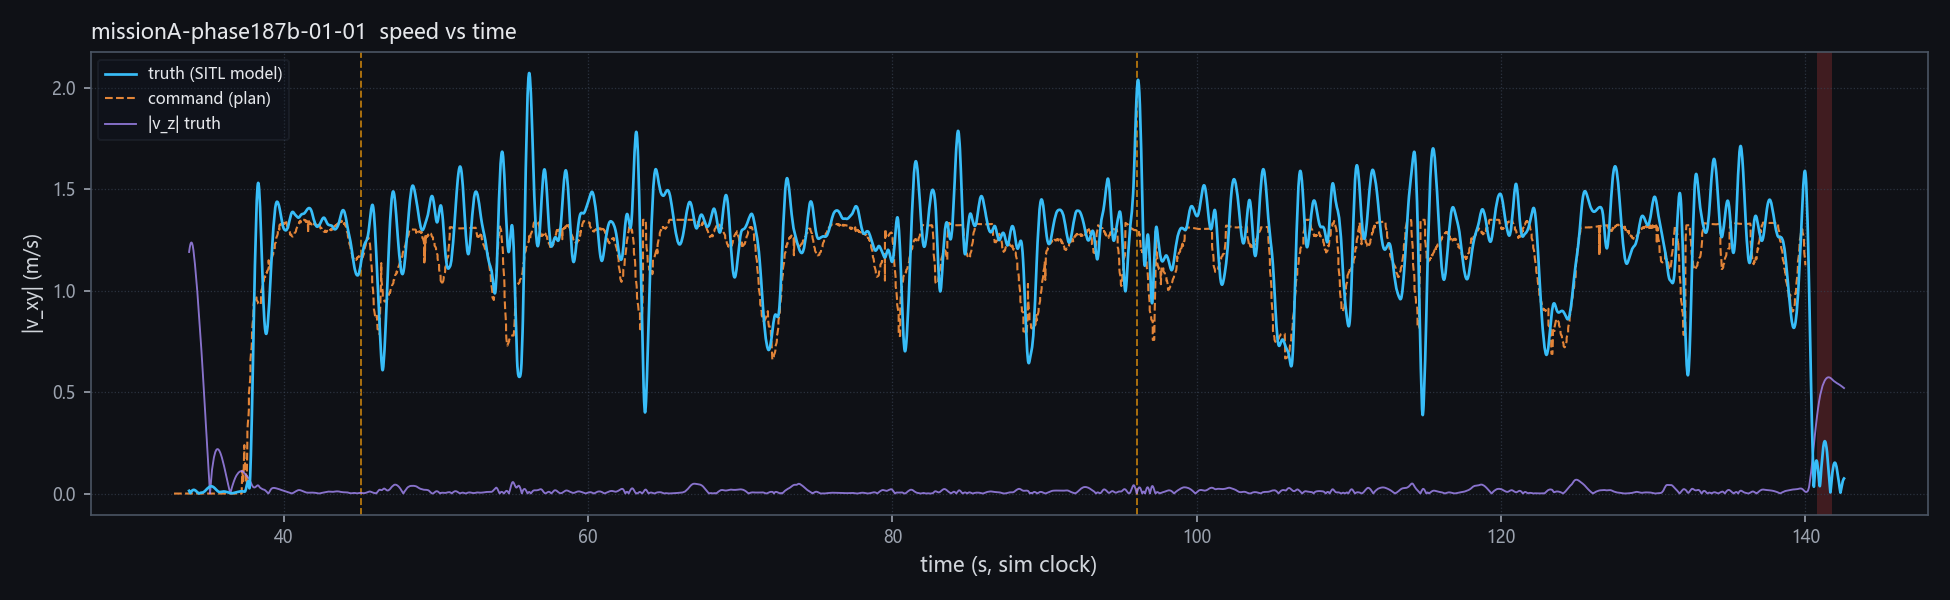 missionA-phase187b-01-01  speed vs time
truth (SITL model)
command (plan)
|v_z| truth
|v_xy| (m/s)
2.0
1.5
1.0
0.5
0.0
40
60
80
100
120
140
time (s, sim clock)